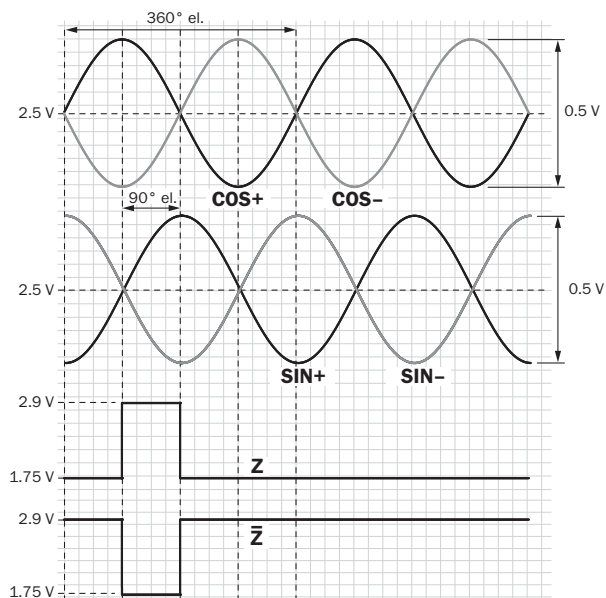 360° el.
2.5 V
0.5 V
COS+
COS–
90° el.
2.5 V
0.5 V
SIN+
SIN–
2.9 V
Z
1.75 V
2.9 V
Z̅
1.75 V